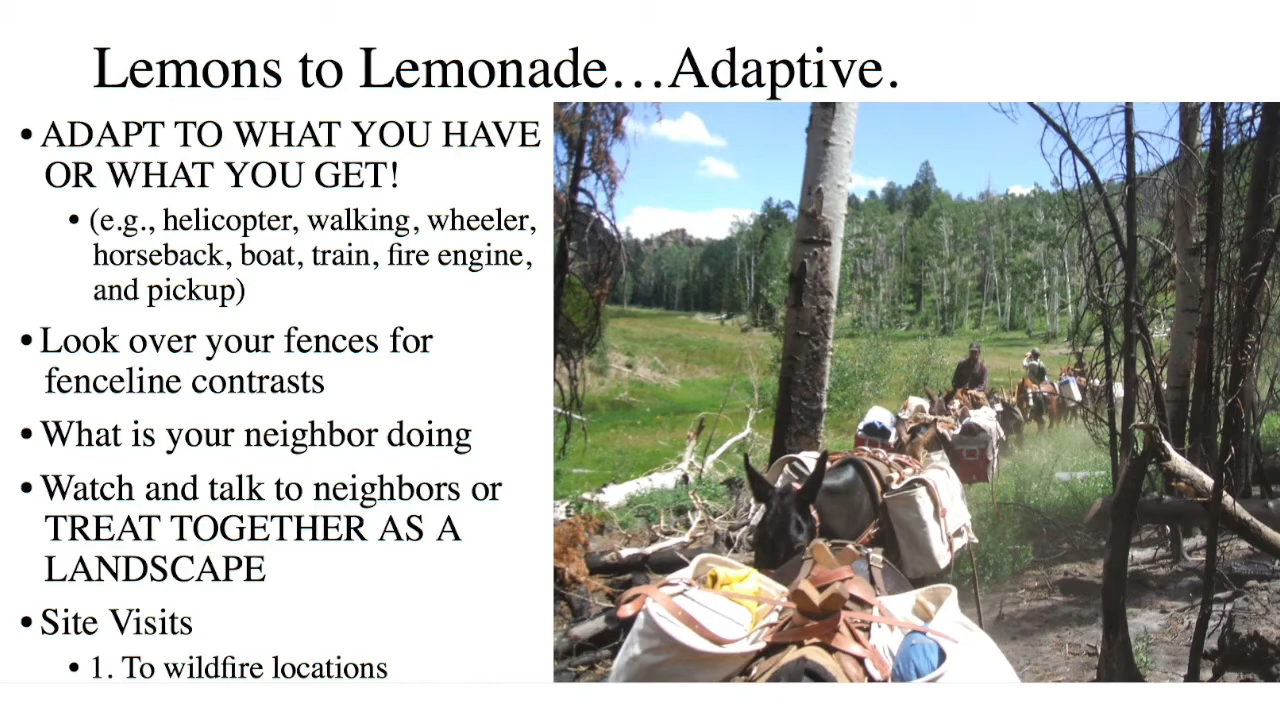 Lemons to Lemonade…Adaptive.
• ADAPT TO WHAT YOU HAVE
OR WHAT YOU GET!
• (e.g., helicopter, walking, wheeler,
horseback, boat, train, fire engine,
and pickup)
• Look over your fences for
fenceline contrasts
• What is your neighbor doing
• Watch and talk to neighbors or
TREAT TOGETHER AS A
LANDSCAPE
• Site Visits
• 1. To wildfire locations